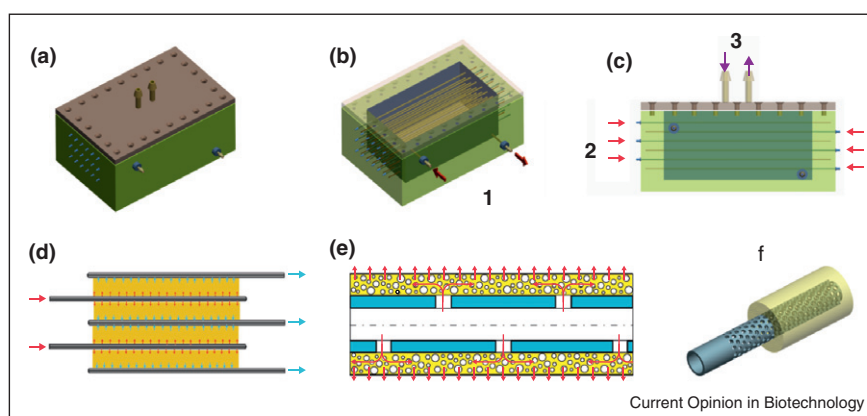 (a)
(b)
1
(c)
3
2
(d)
(e)
f
Current Opinion in Biotechnology